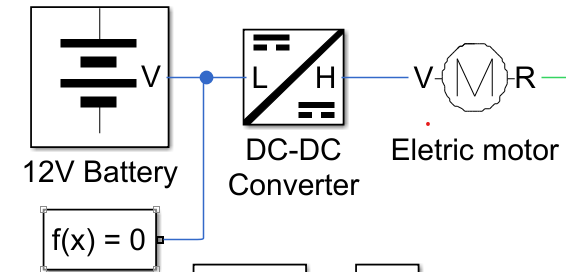 V
L
H
V
M
R
12V Battery
DC-DC
Converter
Eletric motor
f(x) = 0